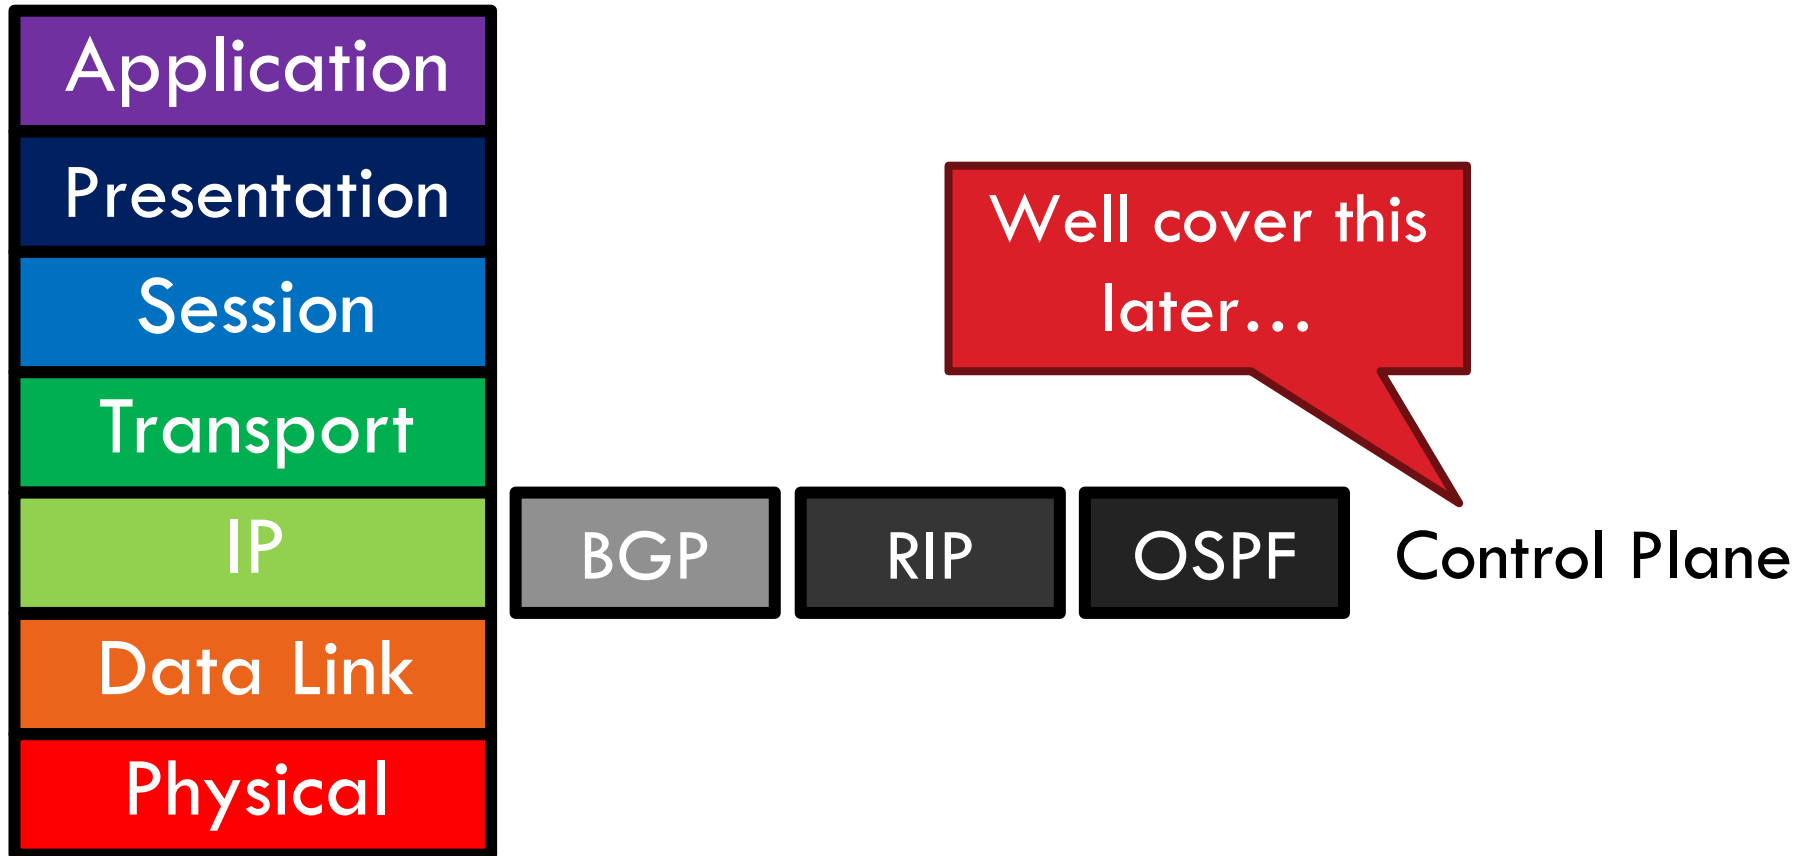 Application
Presentation
Well cover this
Session
later…
Transport
IP
BGP
RIP
OSPF
Control Plane
Data Link
Physical